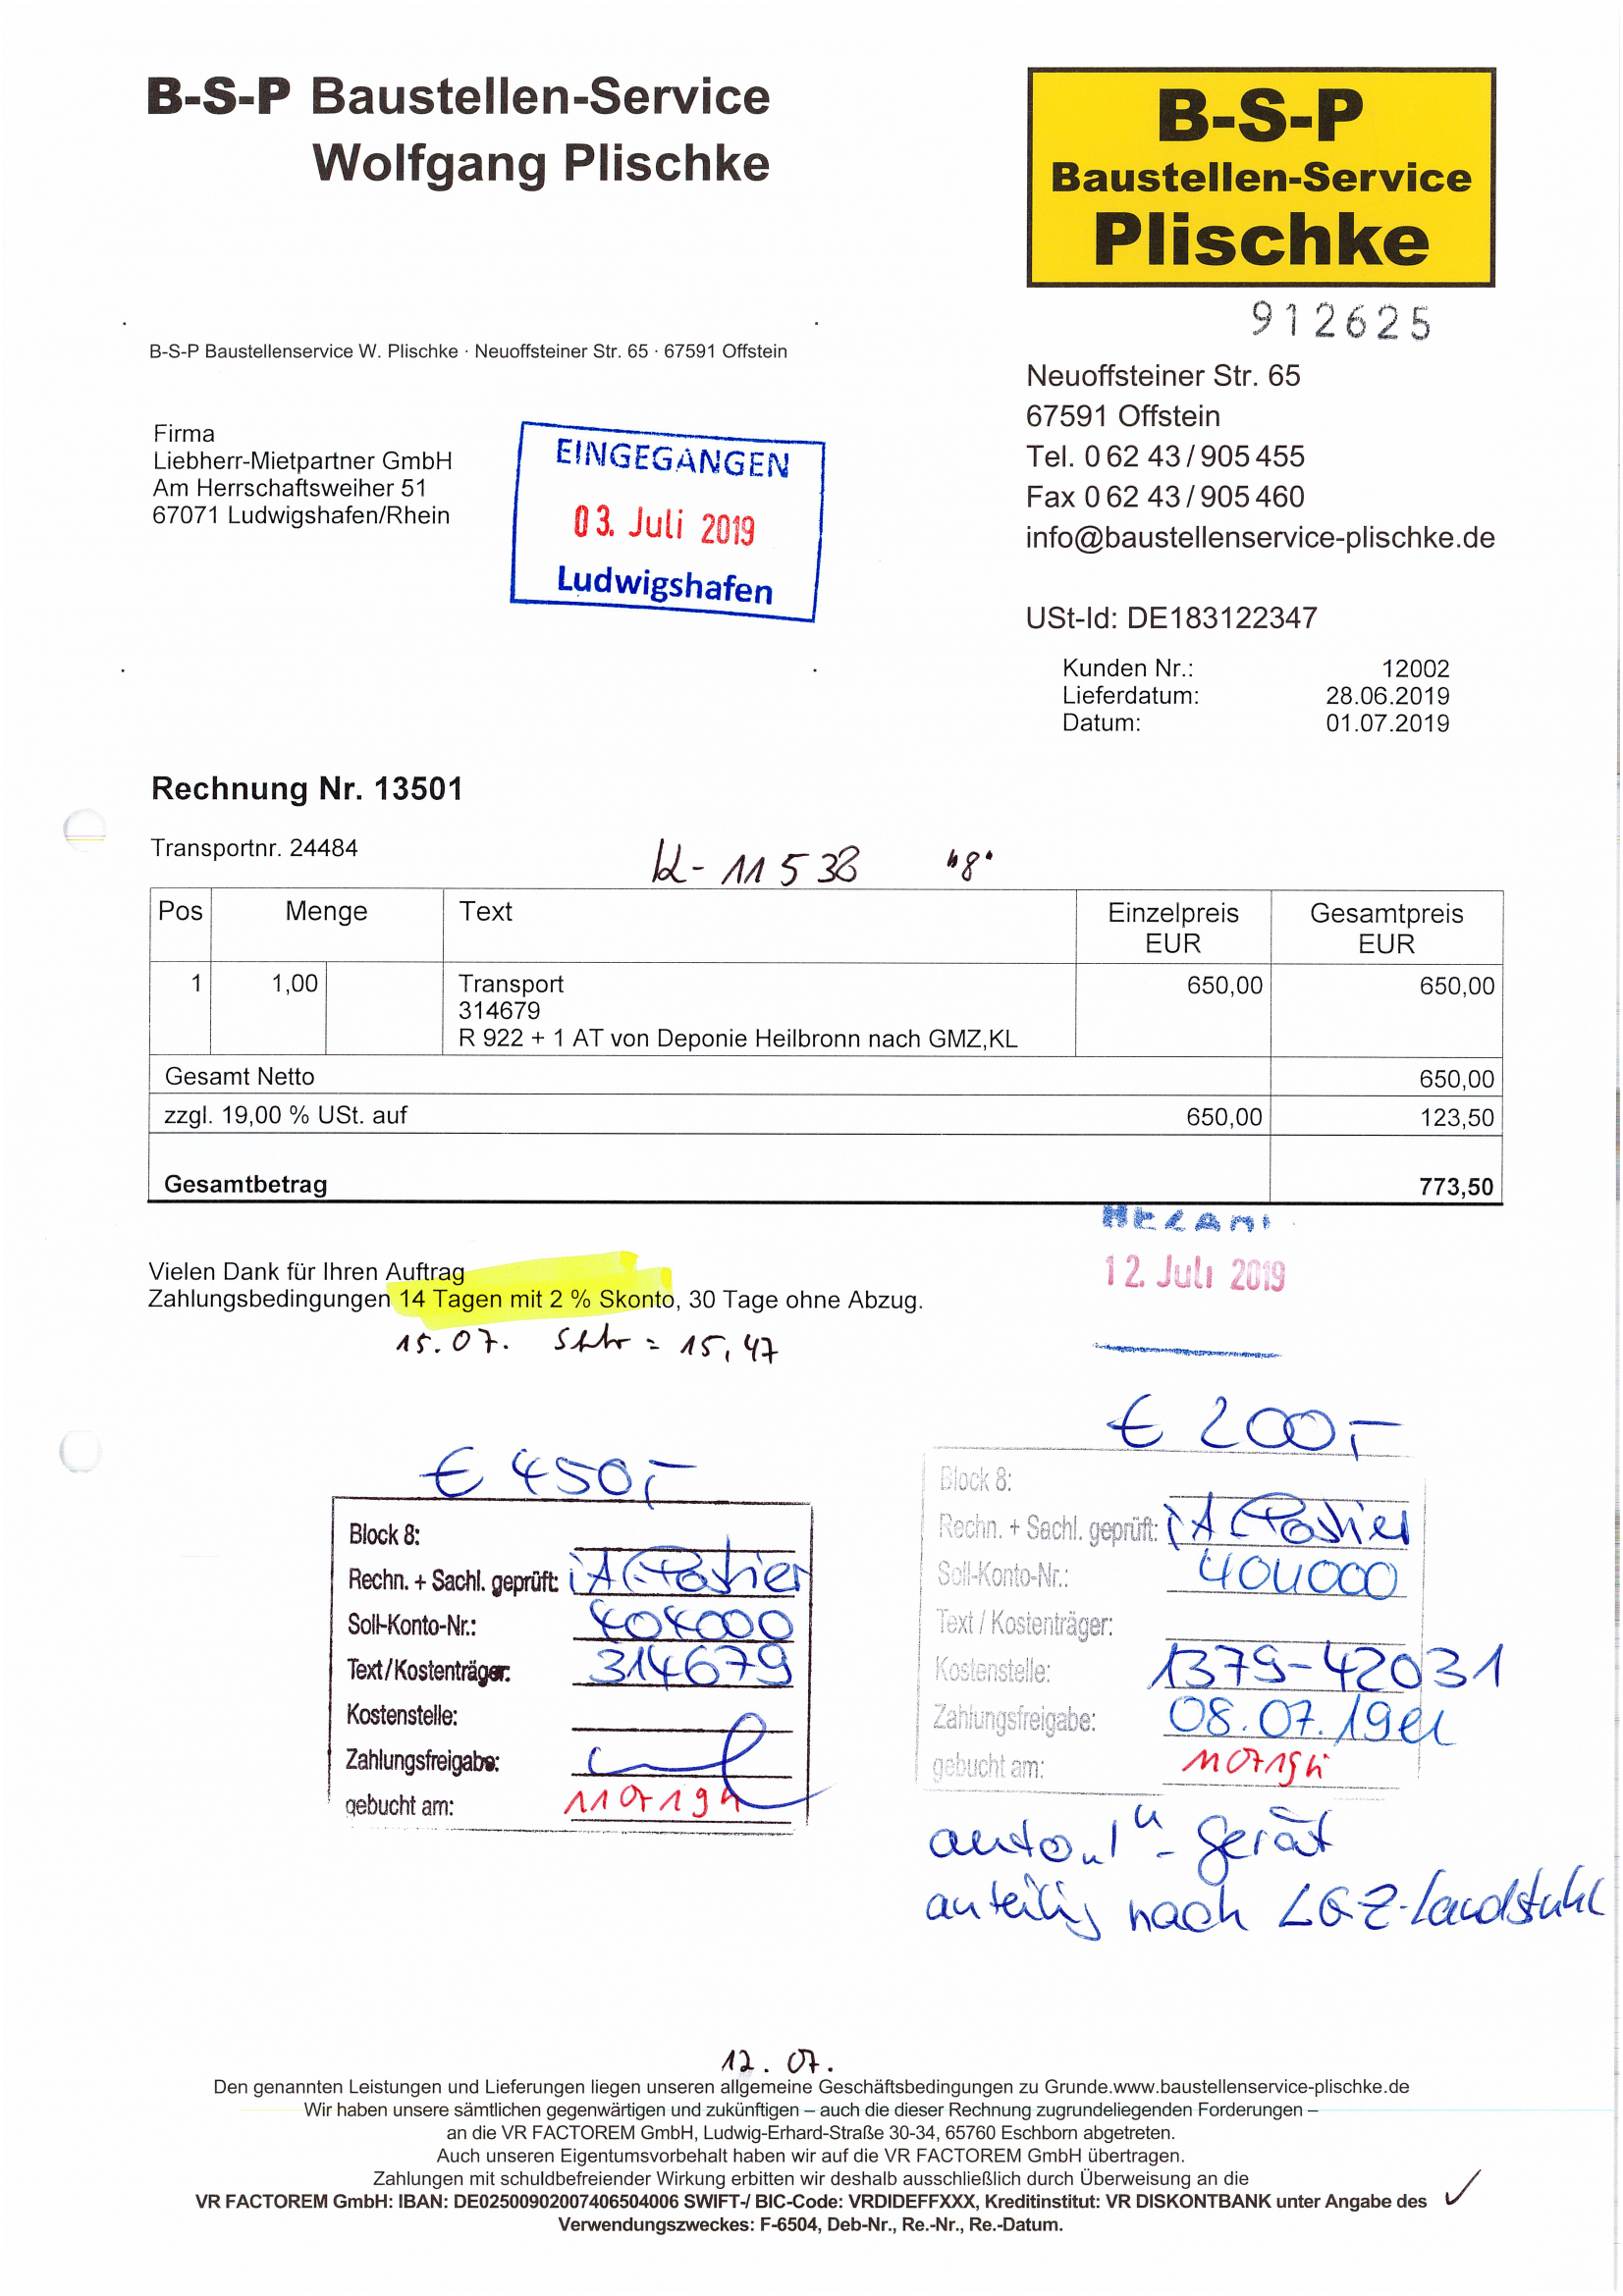 B-S-P Baustellen-Service
Wolfgang Plischke
B-S-P
Baustellen-Service
Plischke
912625
B-S-P Baustellenservice W. Plischke · Neuoffsteiner Str. 65 · 67591 Offstein
Neuoffsteiner Str. 65
67591 Offstein
Tel. 0 62 43 / 905 455
Fax 0 62 43 / 905 460
info@baustellenservice-plischke.de
USt-Id: DE183122347
Firma
Liebherr-Mietpartner GmbH
Am Herrschaftsweiher 51
67071 Ludwigshafen/Rhein
EINGEGANGEN
03. Juli 2019
Ludwigshafen
Kunden Nr.: 12002
Lieferdatum: 28.06.2019
Datum: 01.07.2019
Rechnung Nr. 13501
Transportnr. 24484
K- 11538 "8"
Pos Menge Text Einzelpreis EUR Gesamtpreis EUR
1 1,00 Transport 650,00 650,00
314679
R 922 + 1 AT von Deponie Heilbronn nach GMZ,KL
Gesamt Netto 650,00
zzgl. 19,00 % USt. auf 650,00 123,50
Gesamtbetrag 773,50
12. Juli 2019
Vielen Dank für Ihren Auftrag
Zahlungsbedingungen 14 Tagen mit 2 % Skonto, 30 Tage ohne Abzug.
15.07. = 15,47
€ 450,-
Block 8:
Rechn. + Sachl. geprüft: iA
Soll-Konto-Nr.: 404000
Text/Kostenträger: 314679
Kostenstelle:
Zahlungsfreigabe:
gebucht am: 110719
€ 200,-
Block 8:
Rechn. + Sachl. geprüft: iA
Soll-Konto-Nr.: 404000
Text / Kostenträger:
Kostenstelle: 1379-42031
Zahlungsfreigabe: 08.07.19
gebucht am: 110719
auto „1" - Gerät
anteilig nach LGZ-Landstuhl
12. 07.
Den genannten Leistungen und Lieferungen liegen unseren allgemeine Geschäftsbedingungen zu Grunde.www.baustellenservice-plischke.de
Wir haben unsere sämtlichen gegenwärtigen und zukünftigen – auch die dieser Rechnung zugrundeliegenden Forderungen –
an die VR FACTOREM GmbH, Ludwig-Erhard-Straße 30-34, 65760 Eschborn abgetreten.
Auch unseren Eigentumsvorbehalt haben wir auf die VR FACTOREM GmbH übertragen.
Zahlungen mit schuldbefreiender Wirkung erbitten wir deshalb ausschließlich durch Überweisung an die
VR FACTOREM GmbH: IBAN: DE02500902007406504006 SWIFT-/ BIC-Code: VRDIDEFFXXX, Kreditinstitut: VR DISKONTBANK unter Angabe des
Verwendungszweckes: F-6504, Deb-Nr., Re.-Nr., Re.-Datum.